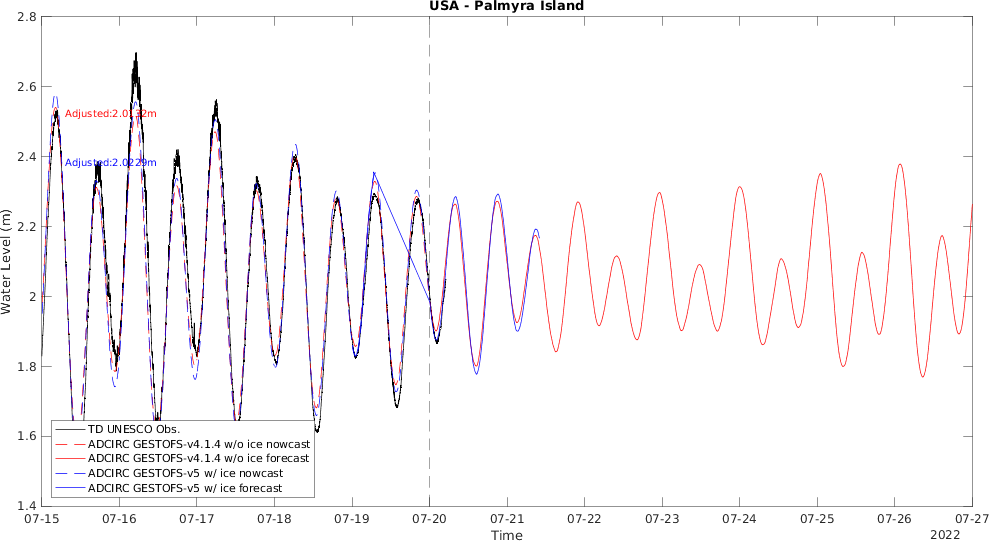 USA - Palmyra Island
2.8
2.6
2.4
2.2
2
1.8
1.6
1.4
Water Level (m)
Adjusted:2.0132m
Adjusted:2.0229m
TD UNESCO Obs.
ADCIRC GESTOFS-v4.1.4 w/o ice nowcast
ADCIRC GESTOFS-v4.1.4 w/o ice forecast
ADCIRC GESTOFS-v5 w/ ice nowcast
ADCIRC GESTOFS-v5 w/ ice forecast
07-15 07-16 07-17 07-18 07-19 07-20 07-21 07-22 07-23 07-24 07-25 07-26 07-27
Time
2022